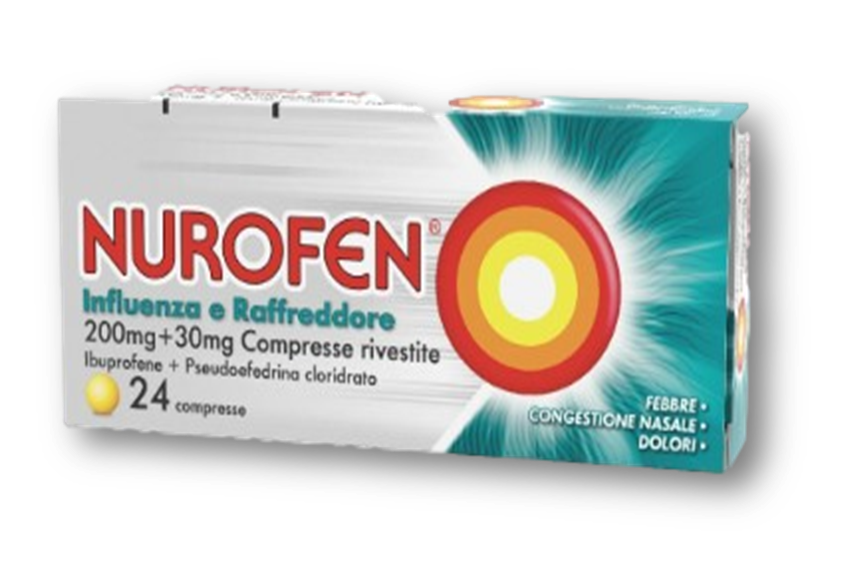 NUROFEN®
Influenza e Raffreddore
200mg+30mg Compresse rivestite
Ibuprofene + Pseudoefedrina cloridrato
24 compresse
FEBBRE •
CONGESTIONE NASALE •
DOLORI •